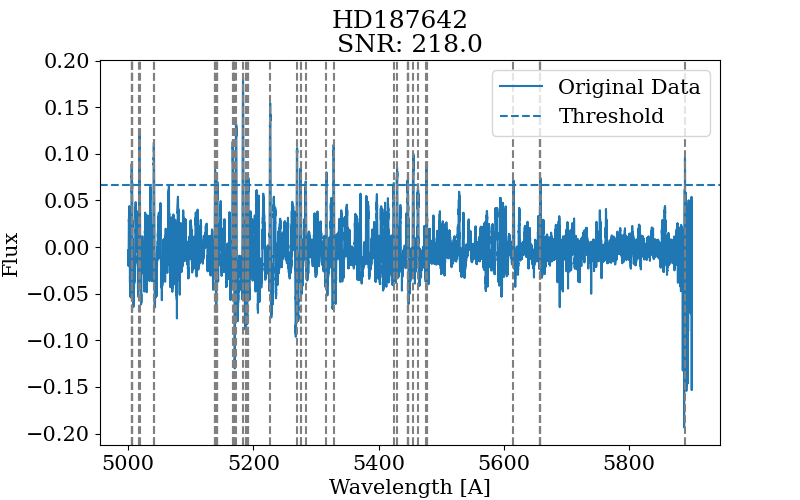 HD187642
SNR: 218.0
0.20
0.15
0.10
0.05
0.00
−0.05
−0.10
−0.15
−0.20
Flux
Original Data
Threshold
5000 5200 5400 5600 5800
Wavelength [A]